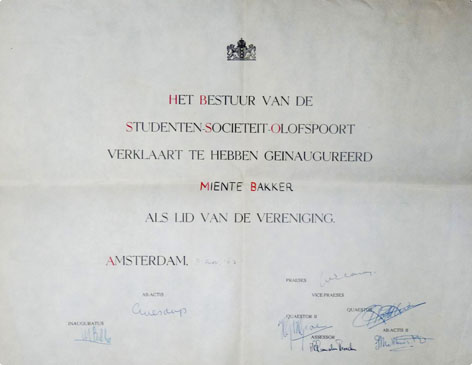 HET BESTUUR VAN DE
STUDENTEN-SOCIETEIT-OLOFSPOORT
VERKLAART TE HEBBEN GEINAUGUREERD
MIENTE BAKKER
ALS LID VAN DE VERENIGING.
AMSTERDAM,
PRAESES
VICE-PRAESES
AB-ACTIS
QUAESTOR
INAUGURATUS
QUAESTOR II
AB-ACTIS II
ASSESSOR